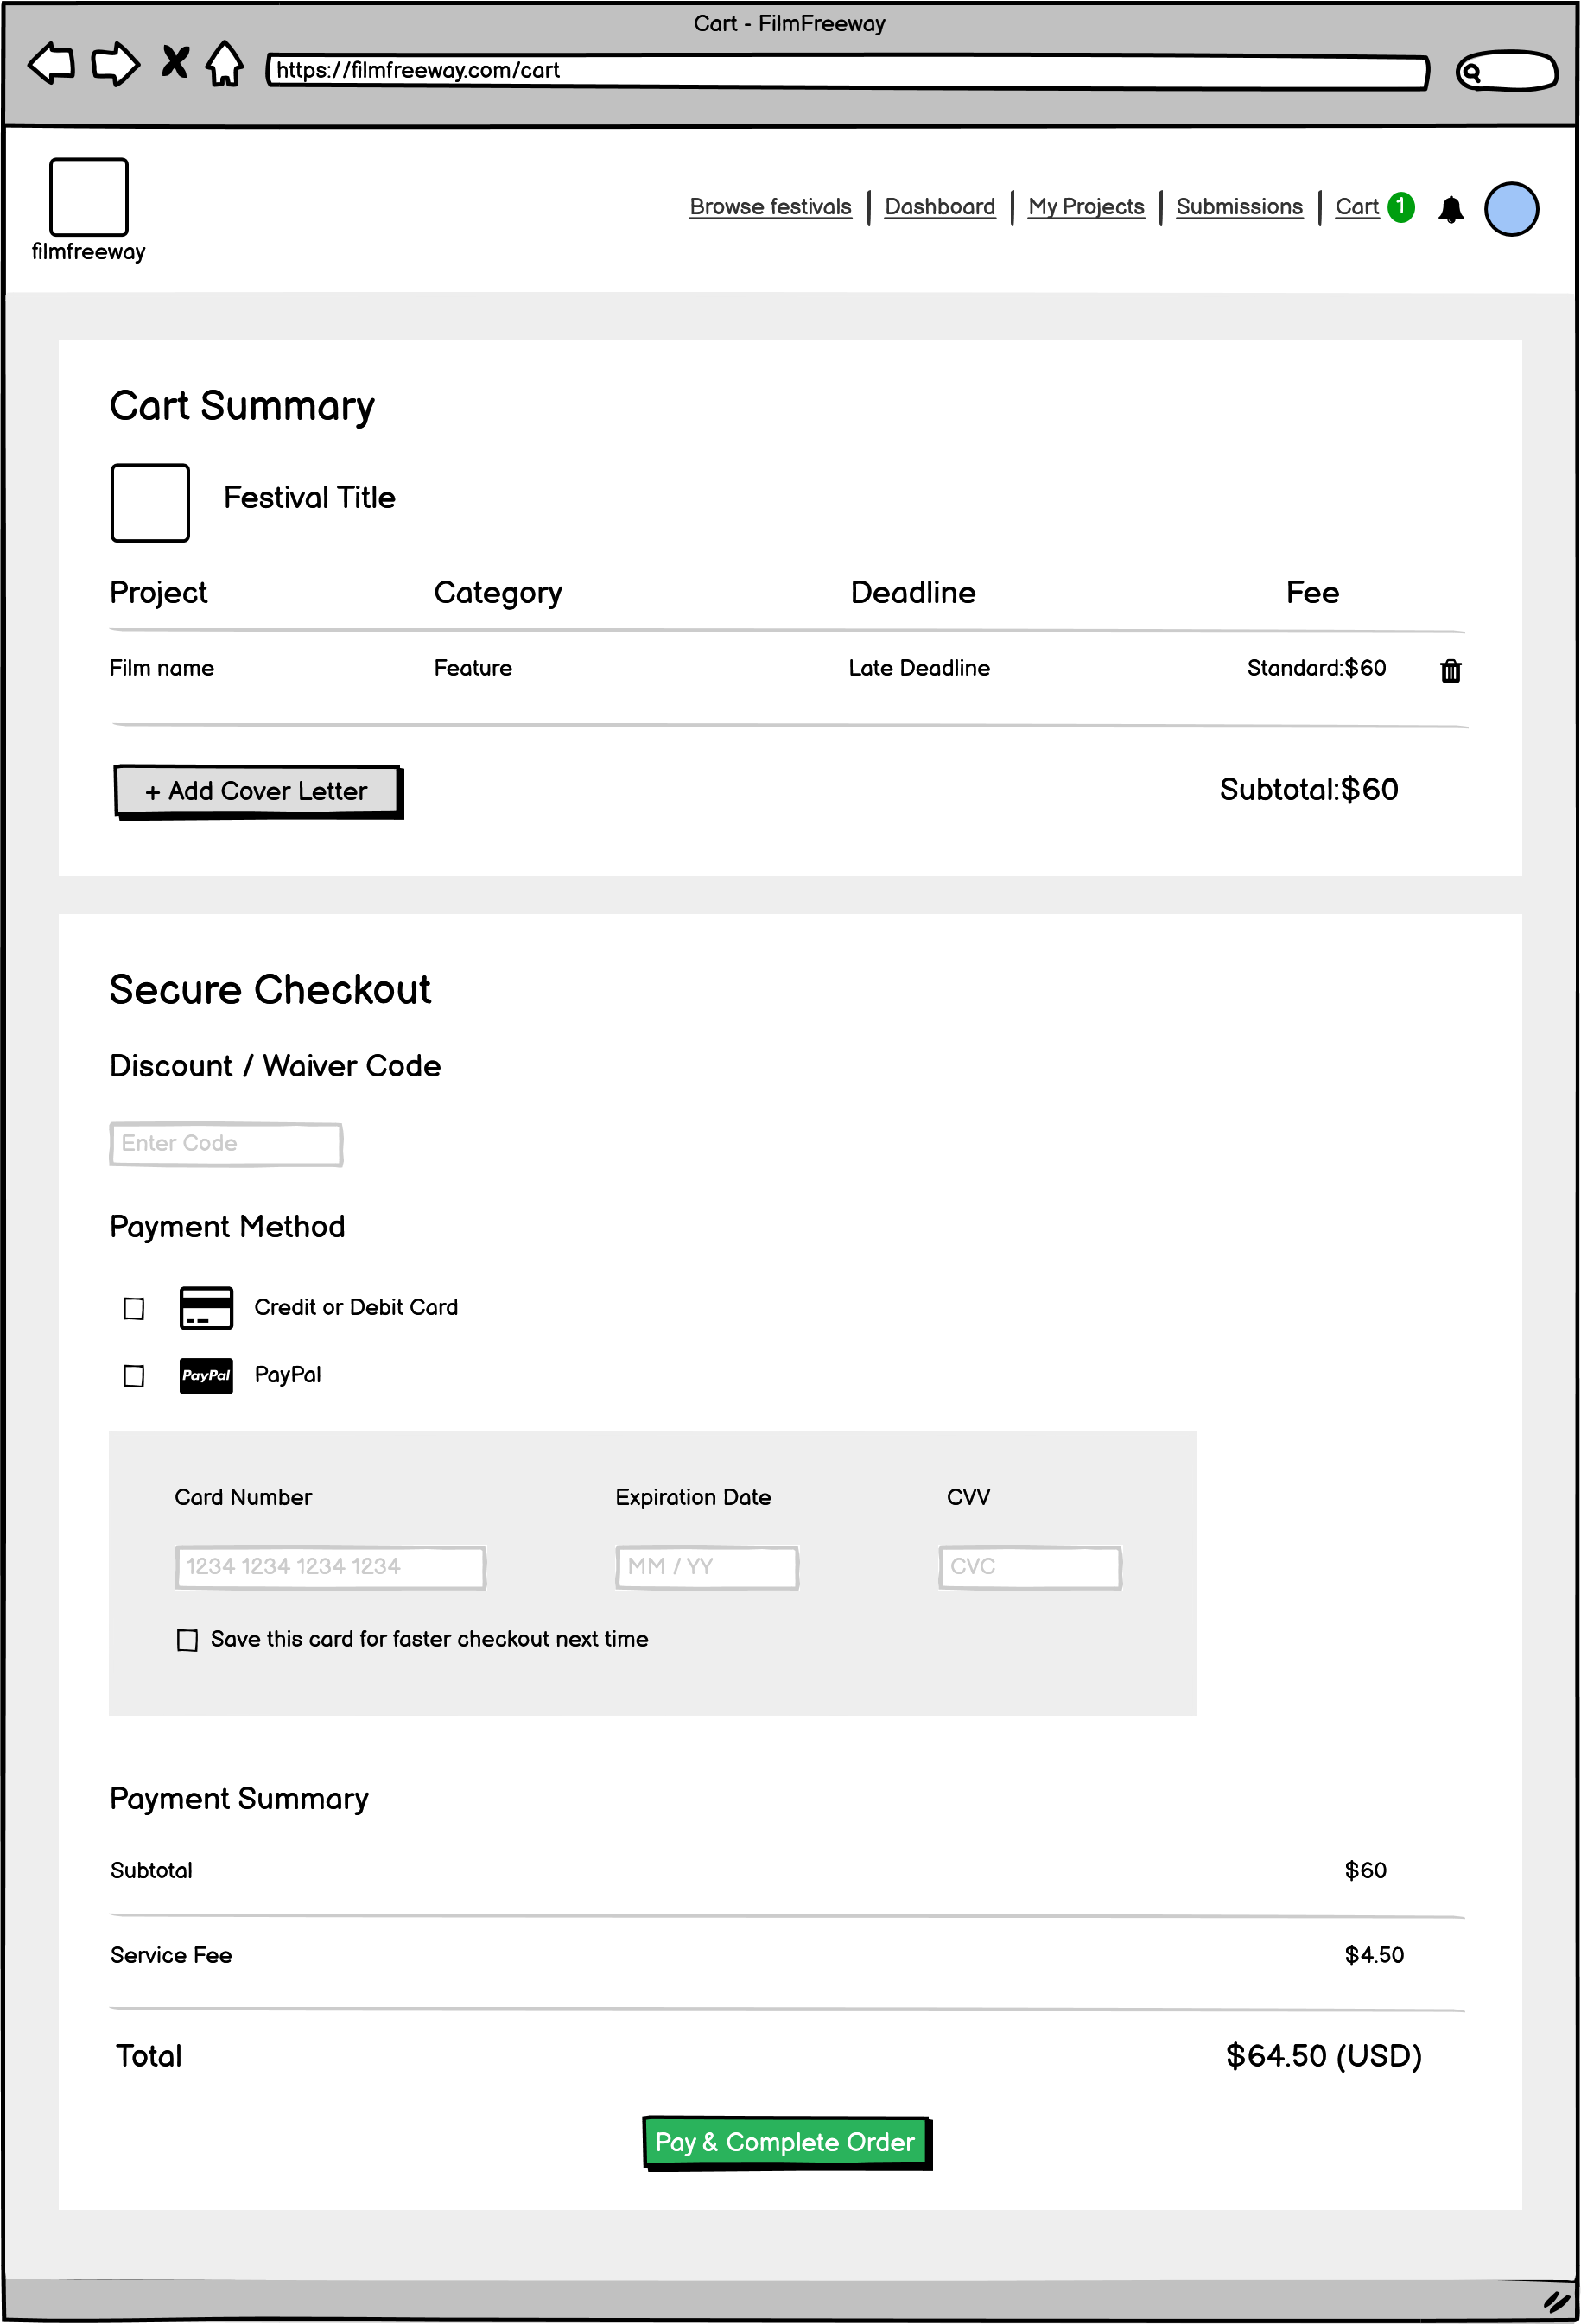 Cart - FilmFreeway
https://filmfreeway.com/cart
filmfreeway
Browse festivals Dashboard My Projects Submissions Cart 1
Cart Summary
Festival Title
Project Category Deadline Fee
Film name Feature Late Deadline Standard:$60
+ Add Cover Letter Subtotal:$60
Secure Checkout
Discount / Waiver Code
Enter Code
Payment Method
Credit or Debit Card
PayPal PayPal
Card Number Expiration Date CVV
1234 1234 1234 1234 MM / YY CVC
Save this card for faster checkout next time
Payment Summary
Subtotal $60
Service Fee $4.50
Total $64.50 (USD)
Pay & Complete Order